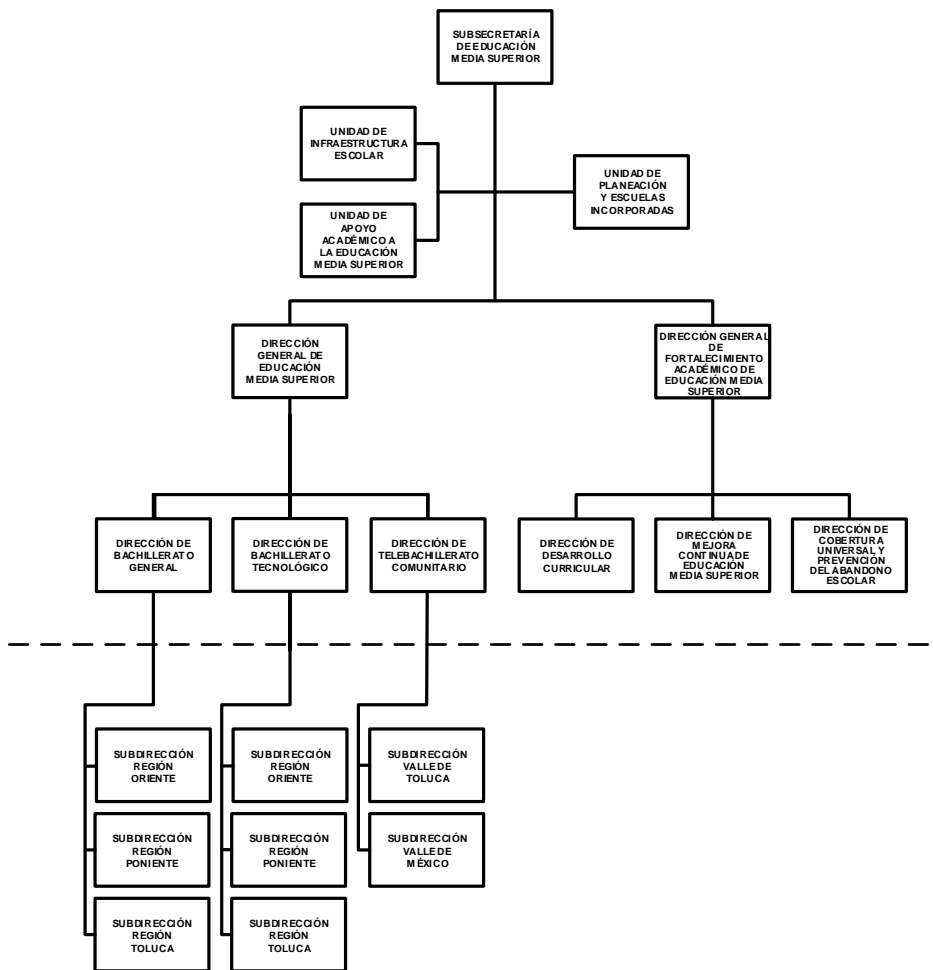 SUBSECRETARÍA
DE EDUCACIÓN
MEDIA SUPERIOR
UNIDAD DE
INFRAESTRUCTURA
ESCOLAR
UNIDAD DE
PLANEACIÓN
Y ESCUELAS
INCORPORADAS
UNIDAD DE
APOYO
ACADÉMICO A
LA EDUCACIÓN
MEDIA SUPERIOR
DIRECCIÓN
GENERAL DE
EDUCACIÓN
MEDIA SUPERIOR
DIRECCIÓN GENERAL
DE
FORTALECIMIENTO
ACADÉMICO DE
EDUCACIÓN MEDIA
SUPERIOR
DIRECCIÓN DE
BACHILLERATO
GENERAL
DIRECCIÓN DE
BACHILLERATO
TECNOLÓGICO
DIRECCIÓN DE
TELEBACHILLERATO
COMUNITARIO
DIRECCIÓN DE
DESARROLLO
CURRICULAR
DIRECCIÓN DE
MEJORA
CONTINUA DE
EDUCACIÓN
MEDIA SUPERIOR
DIRECCIÓN DE
COBERTURA
UNIVERSAL Y
PREVENCIÓN
DEL ABANDONO
ESCOLAR
SUBDIRECCIÓN
REGIÓN
ORIENTE
SUBDIRECCIÓN
REGIÓN
ORIENTE
SUBDIRECCIÓN
VALLE DE
TOLUCA
SUBDIRECCIÓN
REGIÓN
PONIENTE
SUBDIRECCIÓN
REGIÓN
PONIENTE
SUBDIRECCIÓN
VALLE DE
MÉXICO
SUBDIRECCIÓN
REGIÓN
TOLUCA
SUBDIRECCIÓN
REGIÓN
TOLUCA